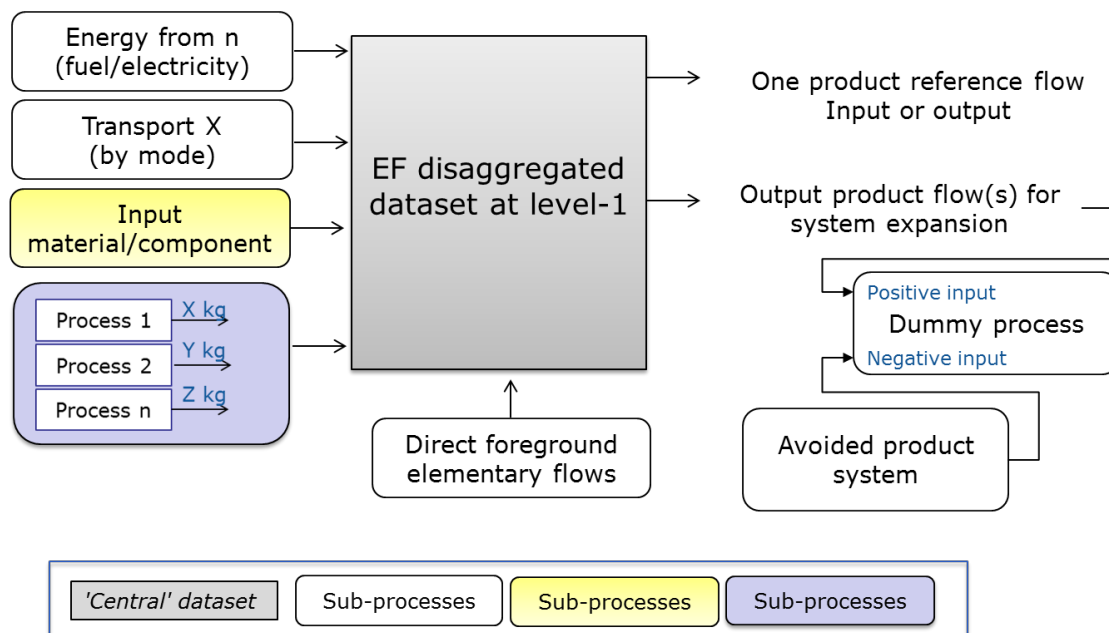 Energy from n
(fuel/electricity)
Transport X
(by mode)
Input
material/component
Process 1
X kg
Process 2
Y kg
Process n
Z kg
EF disaggregated
dataset at level-1
Direct foreground
elementary flows
One product reference flow
Input or output
Output product flow(s) for
system expansion
Positive input
Dummy process
Negative input
Avoided product
system
'Central' dataset
Sub-processes
Sub-processes
Sub-processes